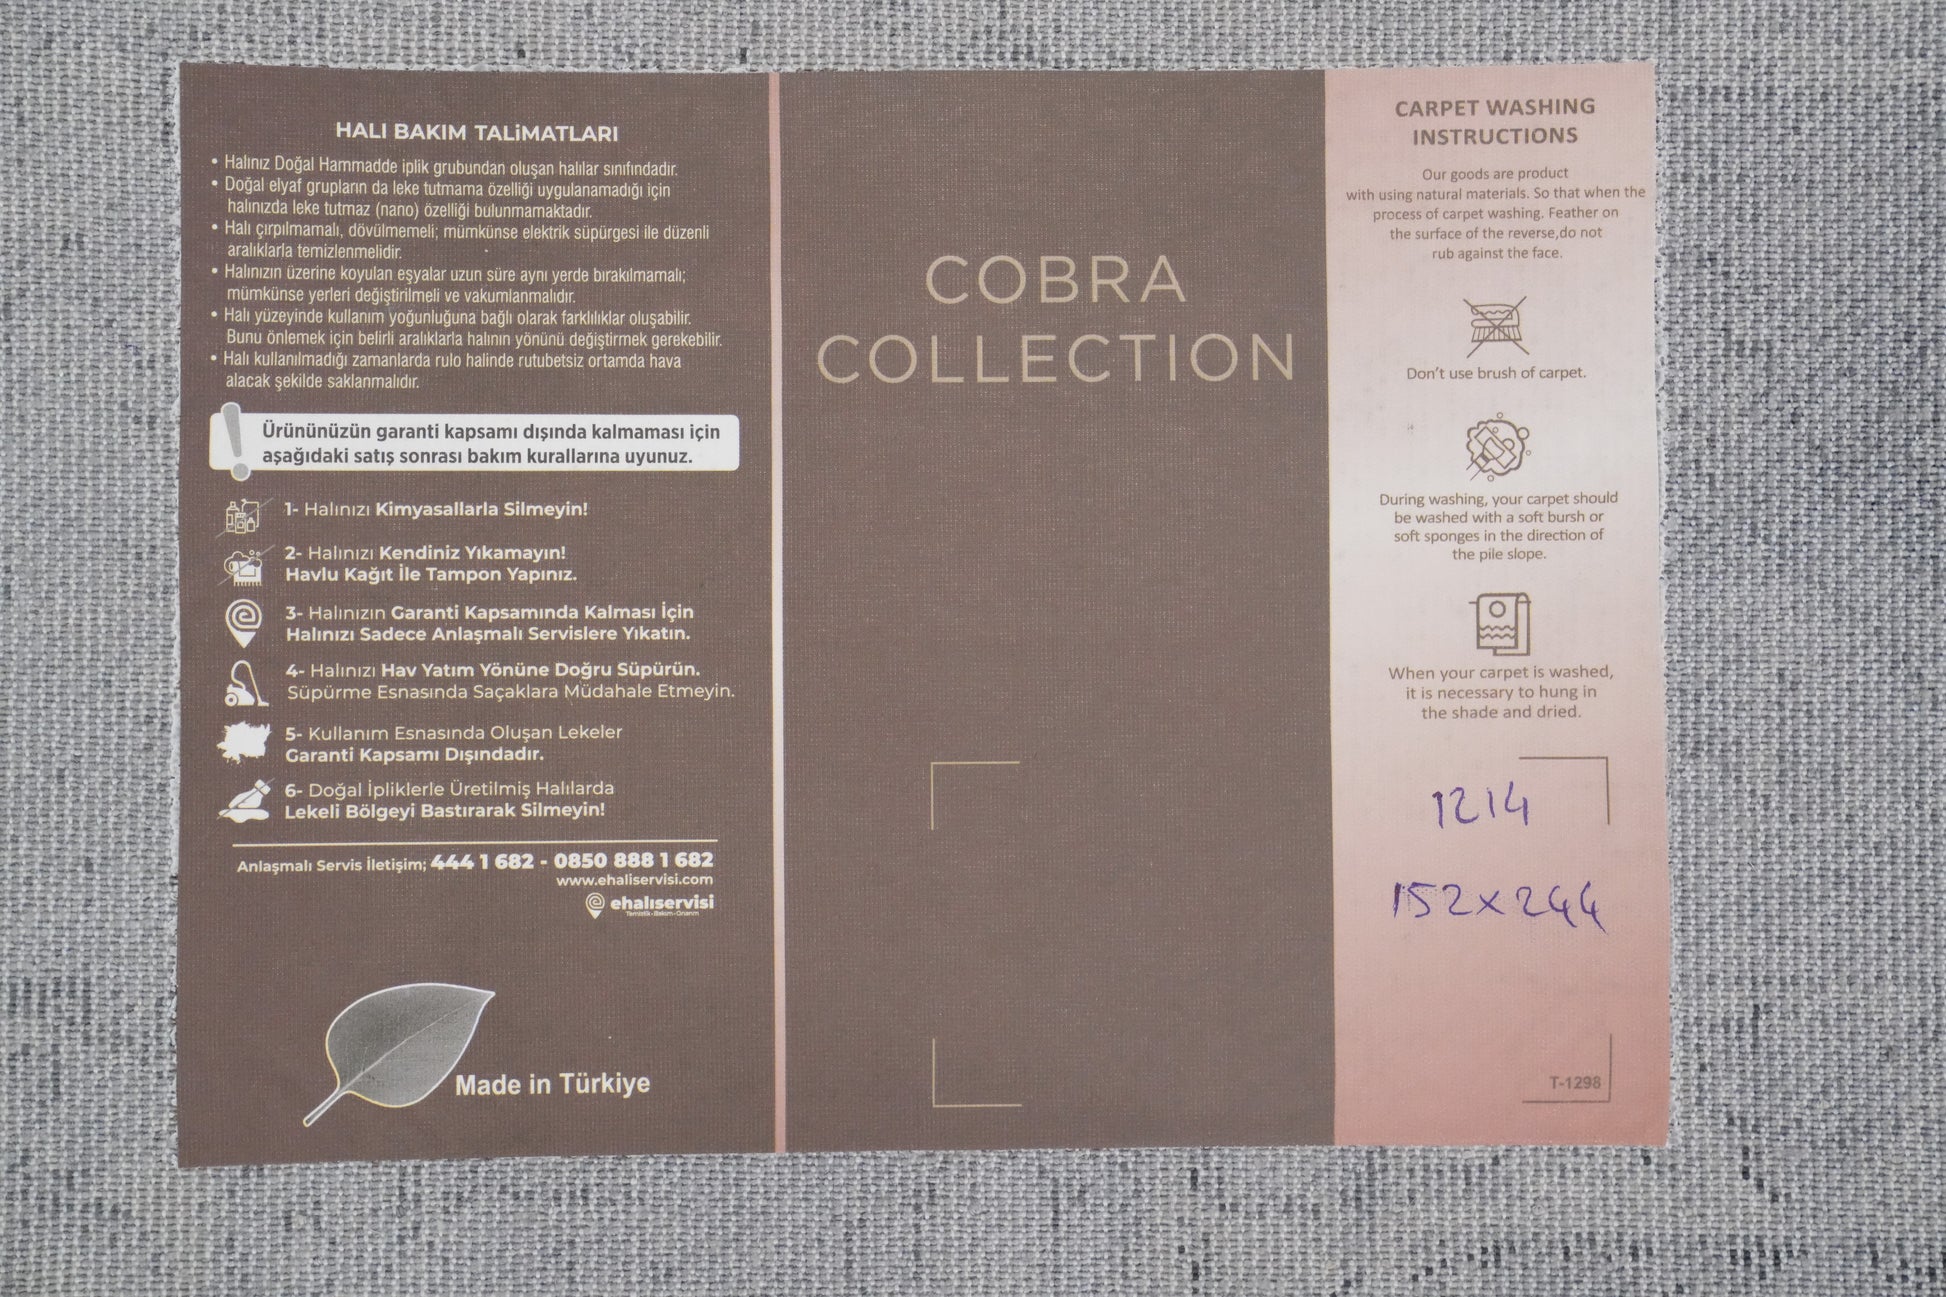 HALI BAKIM TALiMATLARI
• Halınız Doğal Hammadde iplik grubundan oluşan halılar sınıfındadır.
• Doğal elyaf grupların da leke tutmama özelliği uygulanamadığı için
halınızda leke tutmaz (nano) özelliği bulunmamaktadır.
• Halı çırpılmamalı, dövülmemeli; mümkünse elektrik süpürgesi ile düzenli
aralıklarla temizlenmelidir.
• Halınızın üzerine koyulan eşyalar uzun süre aynı yerde bırakılmamalı;
mümkünse yerleri değiştirilmeli ve vakumlanmalıdır.
• Halı yüzeyinde kullanım yoğunluğuna bağlı olarak farklılıklar oluşabilir.
Bunu önlemek için belirli aralıklarla halının yönünü değiştirmek gerekebilir.
• Halı kullanılmadığı zamanlarda rulo halinde rutubetsiz ortamda hava
alacak şekilde saklanmalıdır.
Ürününüzün garanti kapsamı dışında kalmaması için
aşağıdaki satış sonrası bakım kurallarına uyunuz.
1- Halınızı Kimyasallarla Silmeyin!
2- Halınızı Kendiniz Yıkamayın!
Havlu Kağıt İle Tampon Yapınız.
3- Halınızın Garanti Kapsamında Kalması İçin
Halınızı Sadece Anlaşmalı Servislere Yıkatın.
4- Halınızı Hav Yatım Yönüne Doğru Süpürün.
Süpürme Esnasında Saçaklara Müdahale Etmeyin.
5- Kullanım Esnasında Oluşan Lekeler
Garanti Kapsamı Dışındadır.
6- Doğal İpliklerle Üretilmiş Halılarda
Lekeli Bölgeyi Bastırarak Silmeyin!
Anlaşmalı Servis İletişim; 444 1 682 - 0850 888 1 682
www.ehaliservisi.com
ehalıservisi
Temizlik-Bakım-Onarım
Made in Türkiye
COBRA
COLLECTION
CARPET WASHING
INSTRUCTIONS
Our goods are product
with using natural materials. So that when the
process of carpet washing. Feather on
the surface of the reverse,do not
rub against the face.
Don't use brush of carpet.
During washing, your carpet should
be washed with a soft bursh or
soft sponges in the direction of
the pile slope.
When your carpet is washed,
it is necessary to hung in
the shade and dried.
1214
152x244
T-1298